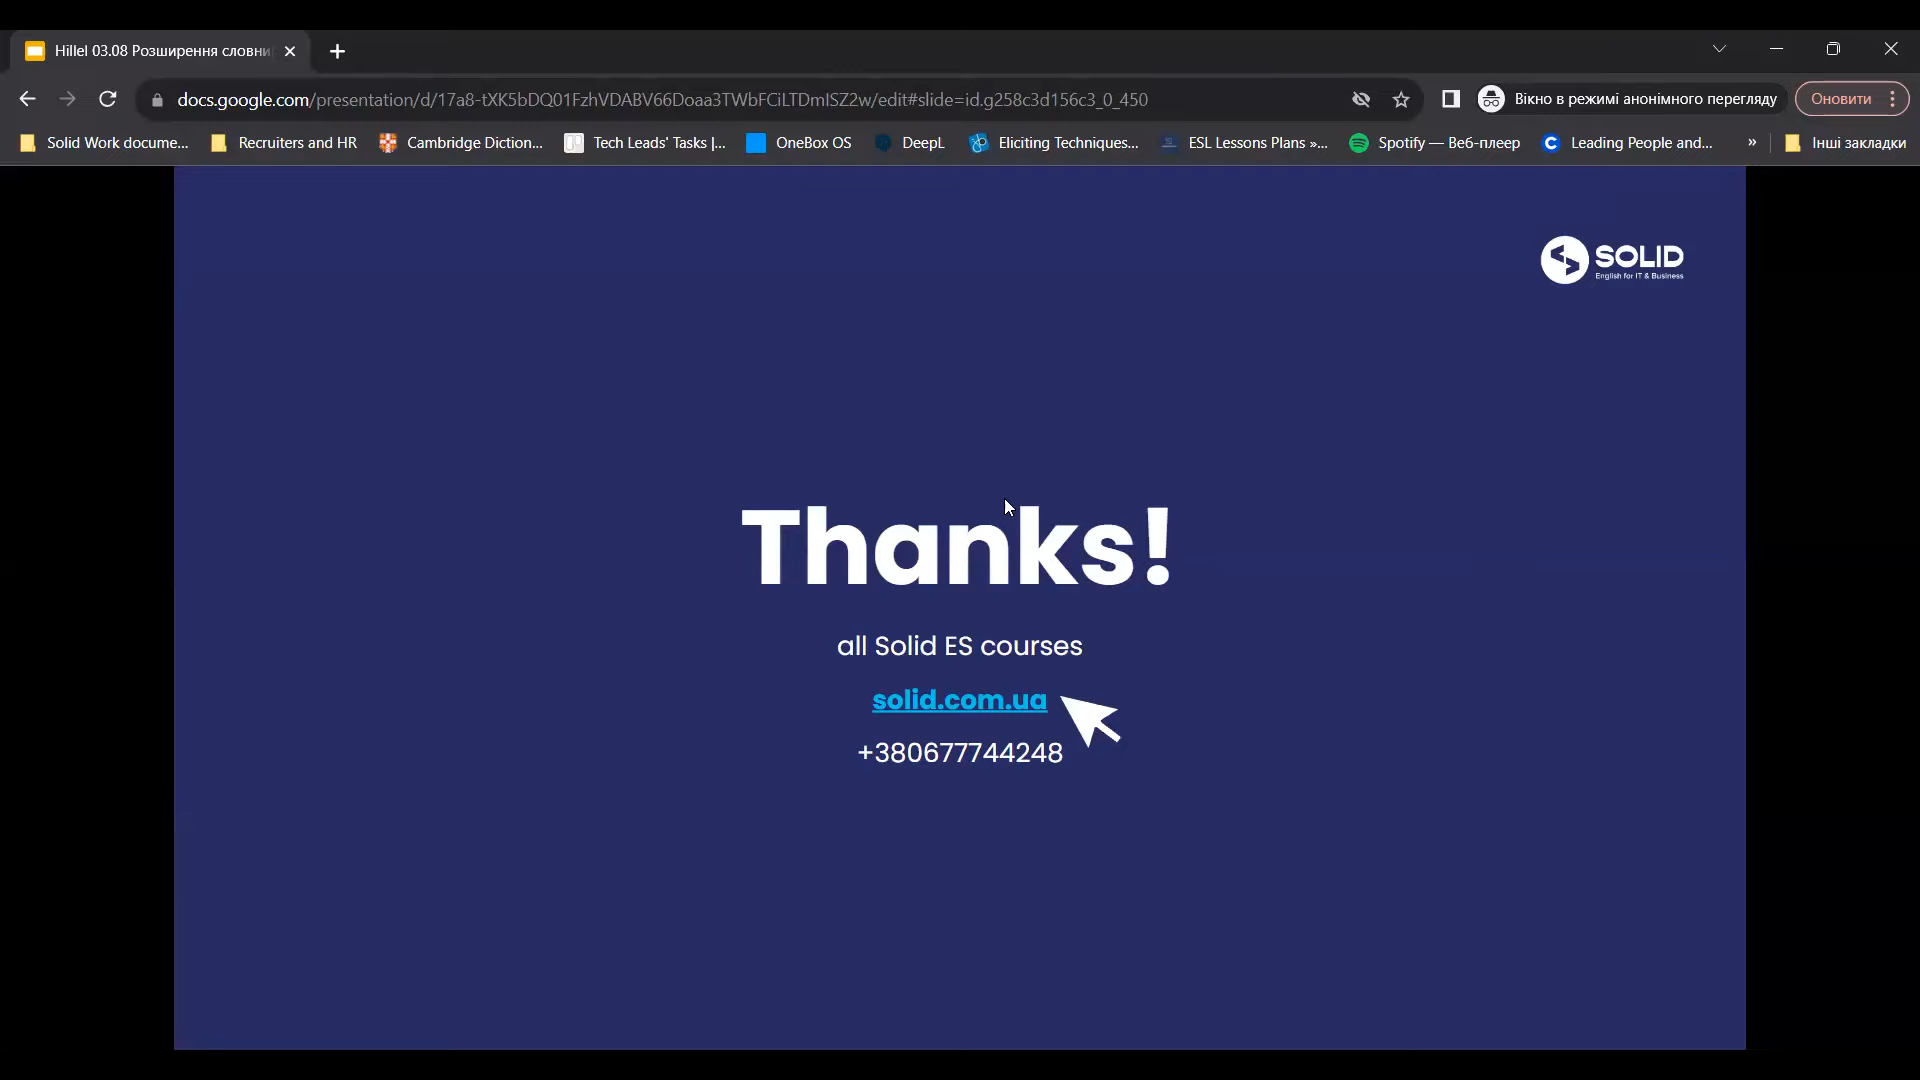 Hillel 03.08 Розширення словни
docs.google.com/presentation/d/17a8-tXK5bDQ01FzhVDABV66Doaa3TWbFCiLTDmISZ2w/edit#slide=id.g258c3d156c3_0_450
Вікно в режимі анонімного перегляду
Оновити
Solid Work docume...
Recruiters and HR
Cambridge Diction...
Tech Leads' Tasks |...
OneBox OS
DeepL
Eliciting Techniques...
ESL Lessons Plans »...
Spotify — Веб-плеер
Leading People and...
»
Інші закладки
SOLID
English for IT & Business
Thanks!
all Solid ES courses
solid.com.ua
+380677744248